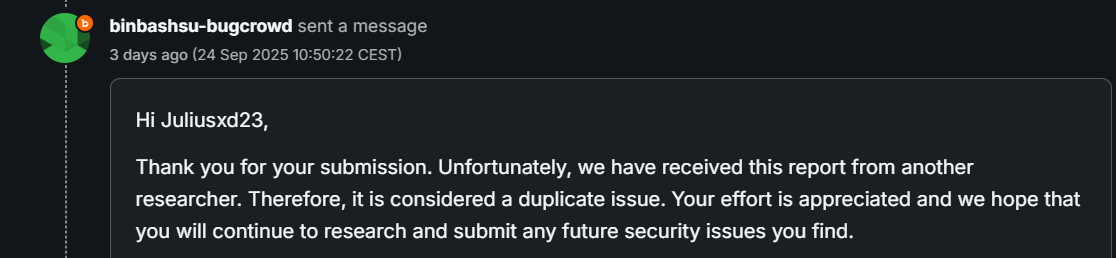 b
binbashsu-bugcrowd sent a message
3 days ago (24 Sep 2025 10:50:22 CEST)
Hi Juliusxd23,
Thank you for your submission. Unfortunately, we have received this report from another
researcher. Therefore, it is considered a duplicate issue. Your effort is appreciated and we hope that
you will continue to research and submit any future security issues you find.